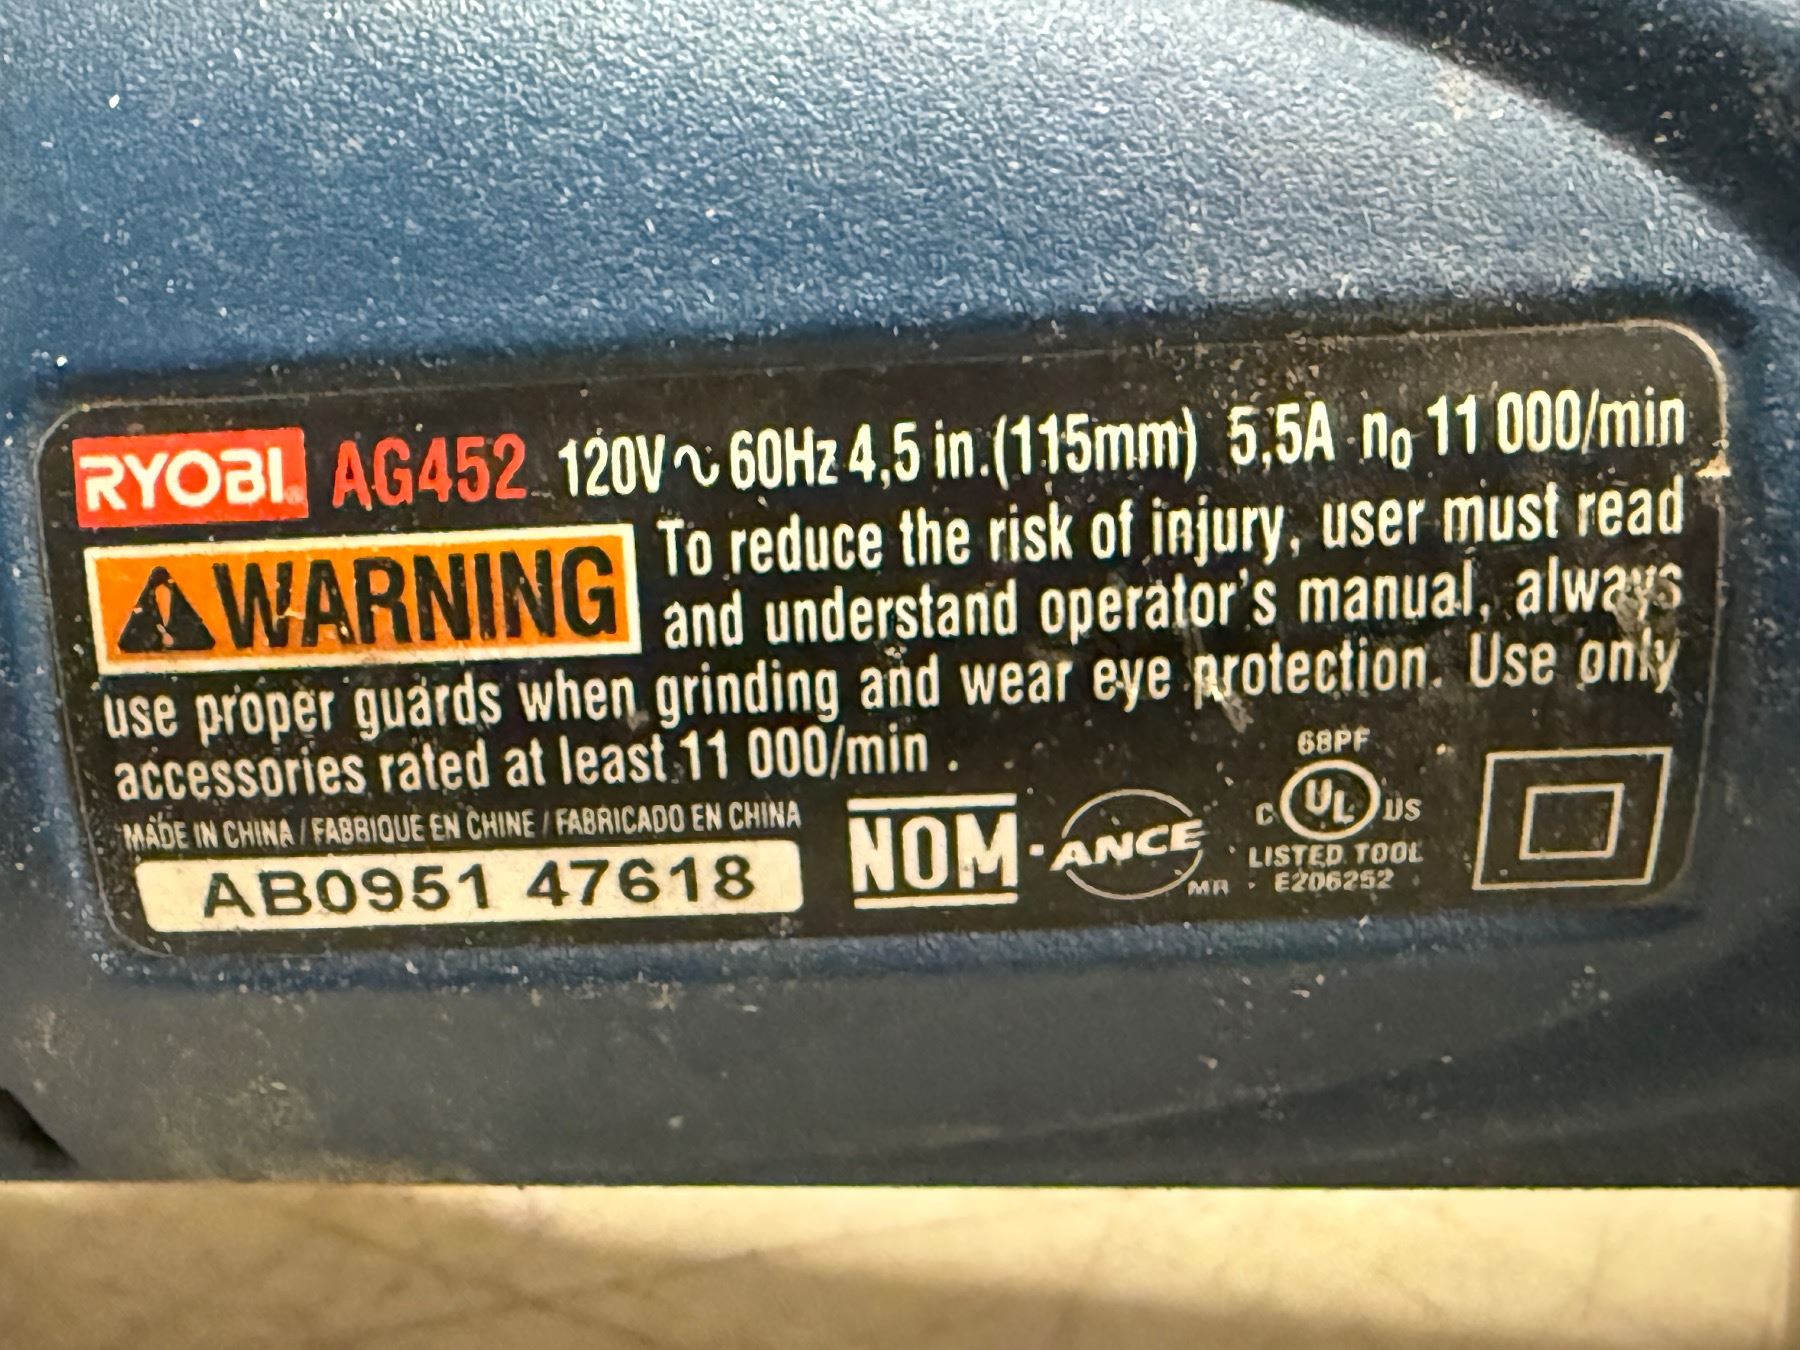 RYOBI AG452 120V ~ 60Hz 4,5 in.(115mm) 5,5A n₀ 11 000/min
WARNING To reduce the risk of injury, user must read
and understand operator's manual, always
use proper guards when grinding and wear eye protection. Use only
accessories rated at least 11 000/min .
MADE IN CHINA / FABRIQUE EN CHINE / FABRICADO EN CHINA
AB0951 47618
NOM-ANCE
MR
68PF
C UL US
LISTED TOOL
E206252